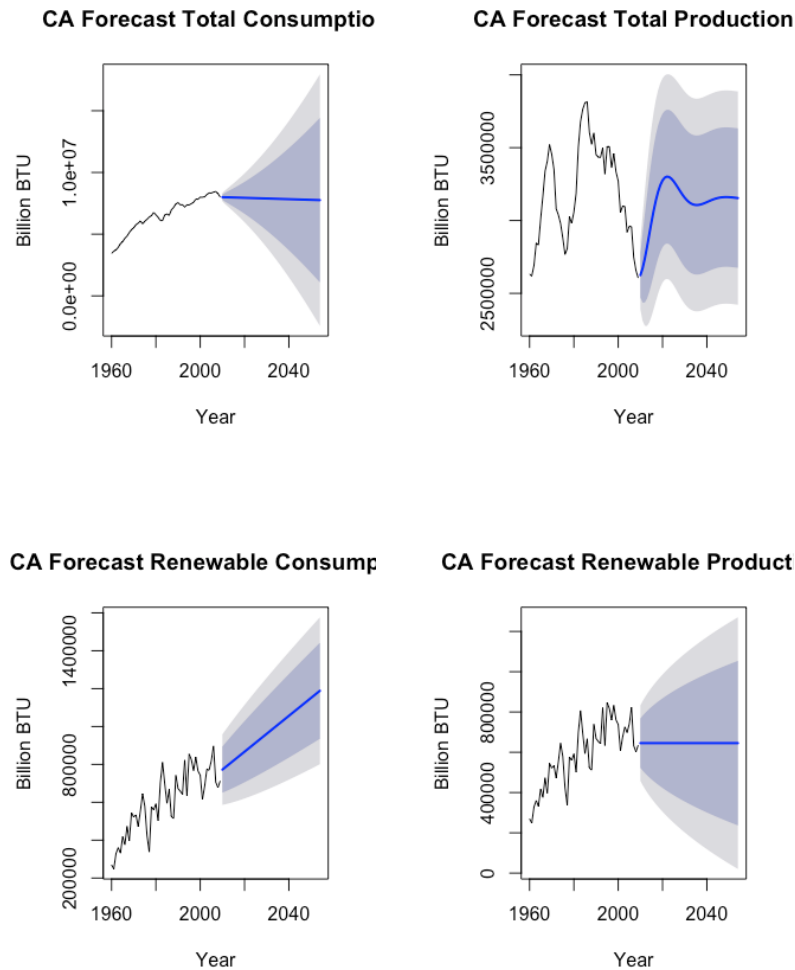 CA Forecast Total Consumptio
Billion BTU
0.0e+00 1.0e+07
1960 2000 2040
Year
CA Forecast Total Production
Billion BTU
2500000 3500000
1960 2000 2040
Year
CA Forecast Renewable Consump
Billion BTU
200000 800000 1400000
1960 2000 2040
Year
CA Forecast Renewable Producti
Billion BTU
0 400000 800000
1960 2000 2040
Year